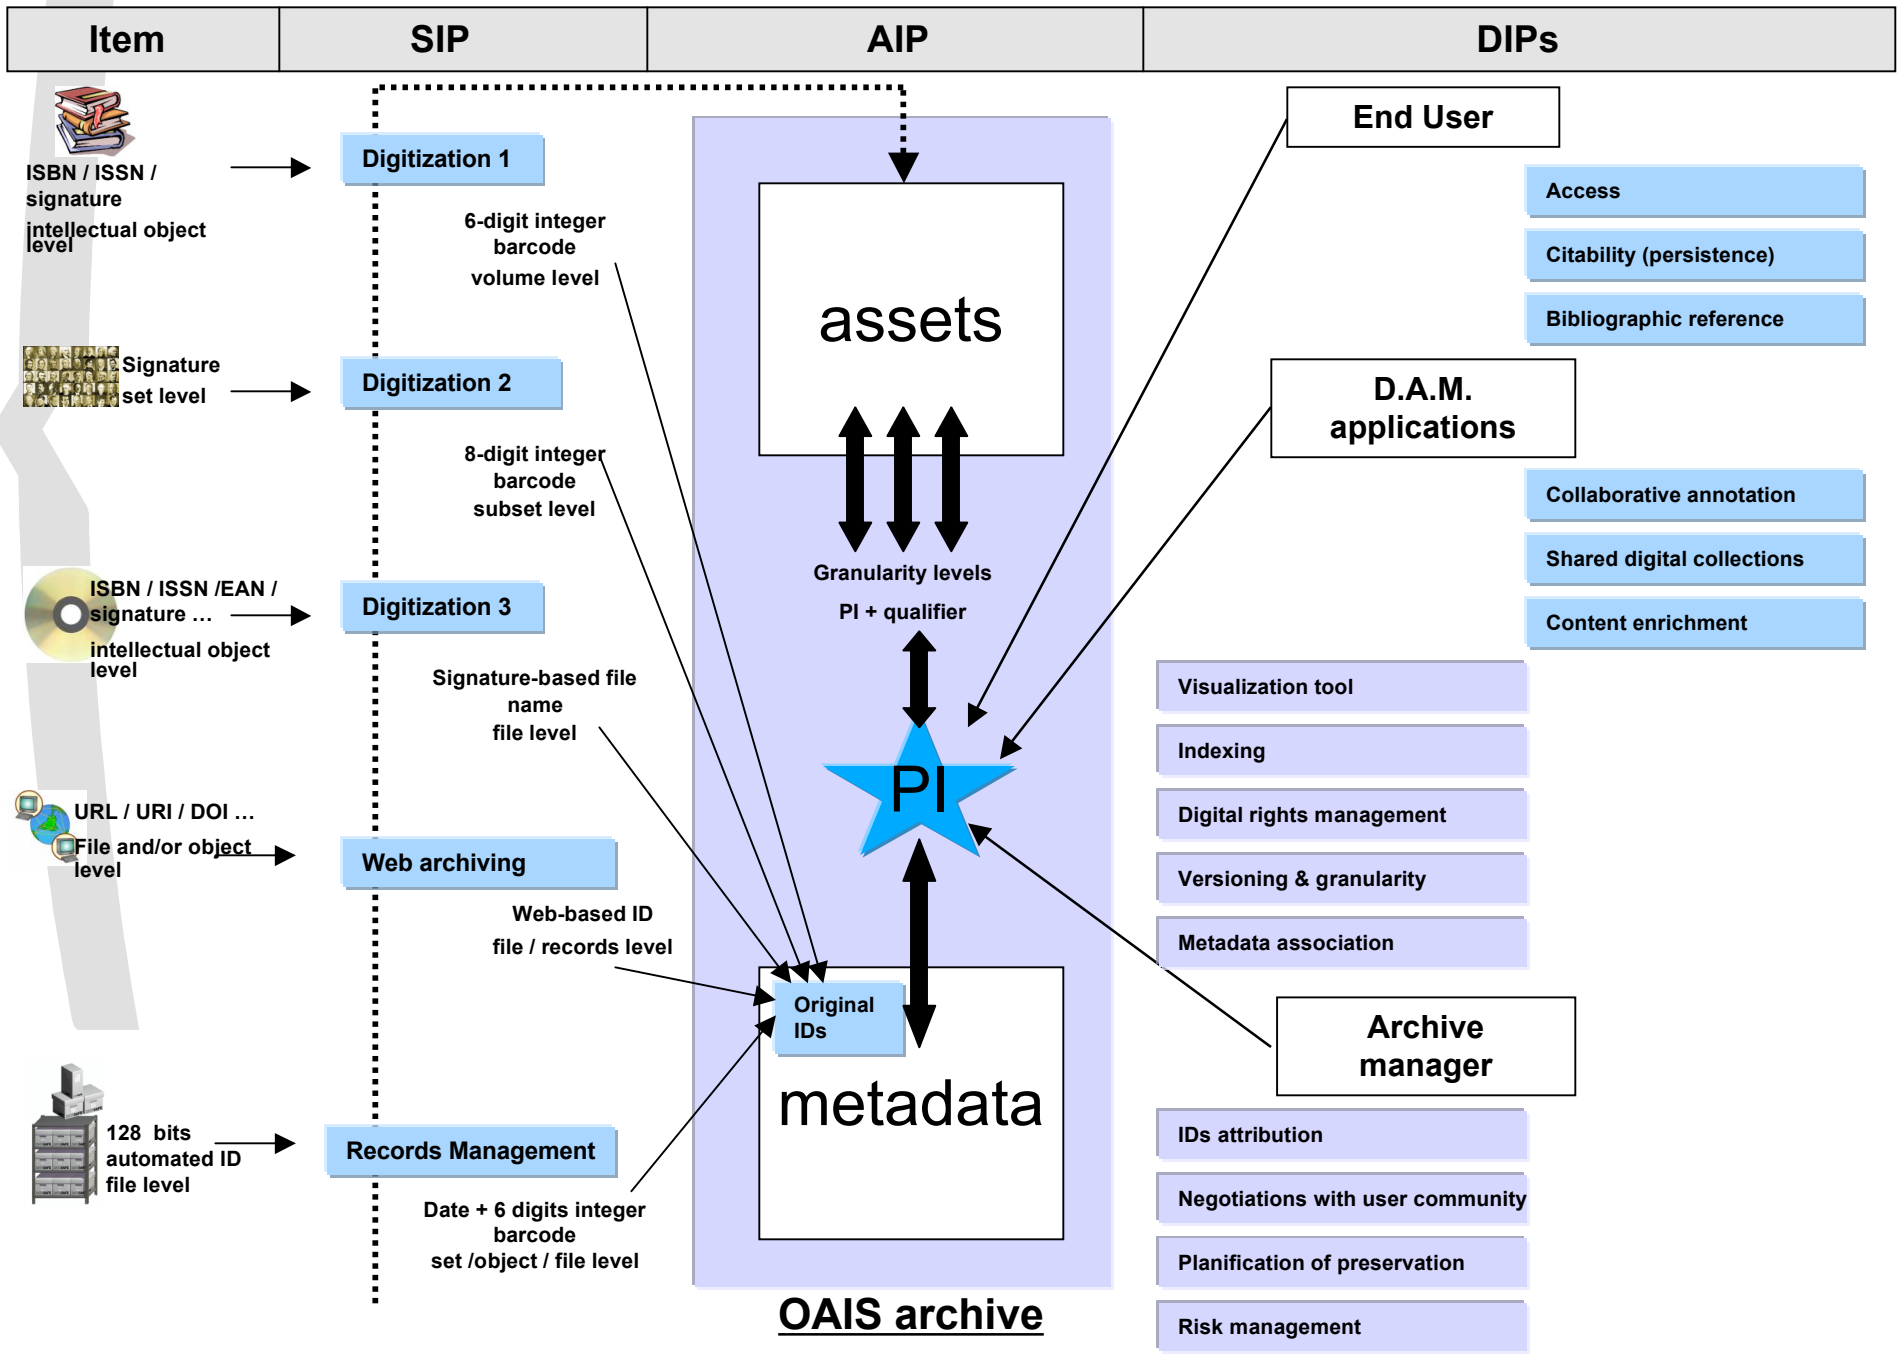 Item
SIP
AIP
DIPs
ISBN / ISSN /
signature
intellectual object
level
Signature
set level
ISBN / ISSN /EAN /
signature …
intellectual object
level
URL / URI / DOI …
File and/or object
level
128 bits
automated ID
file level
Digitization 1
6-digit integer
barcode
volume level
Digitization 2
8-digit integer
barcode
subset level
Digitization 3
Signature-based file
name
file level
Web archiving
Web-based ID
file / records level
Records Management
Date + 6 digits integer
barcode
set /object / file level
assets
Granularity levels
PI + qualifier
PI
Original
IDs
metadata
OAIS archive
End User
Access
Citability (persistence)
Bibliographic reference
D.A.M.
applications
Collaborative annotation
Shared digital collections
Content enrichment
Visualization tool
Indexing
Digital rights management
Versioning & granularity
Metadata association
Archive
manager
IDs attribution
Negotiations with user community
Planification of preservation
Risk management